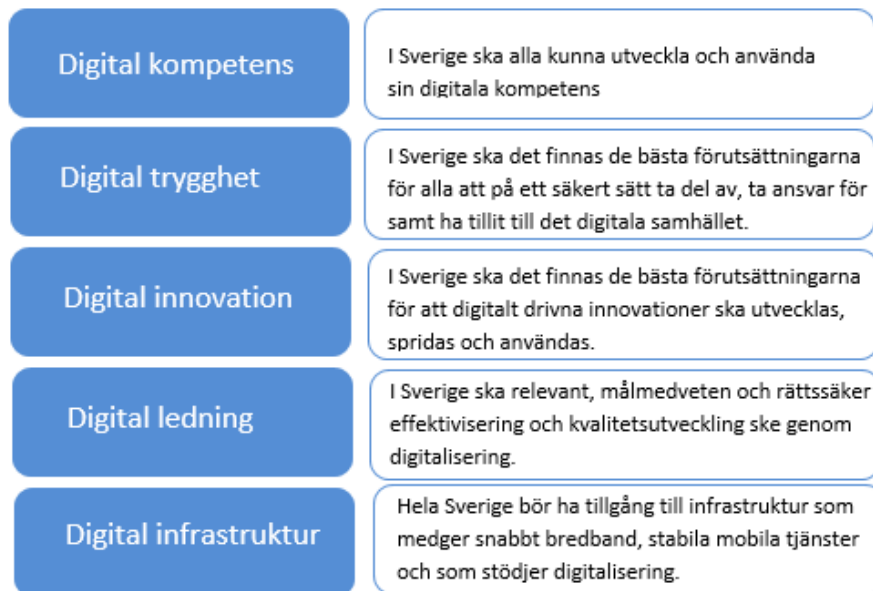 Digital kompetens
I Sverige ska alla kunna utveckla och använda
sin digitala kompetens
Digital trygghet
I Sverige ska det finnas de bästa förutsättningarna
för alla att på ett säkert sätt ta del av, ta ansvar för
samt ha tillit till det digitala samhället.
Digital innovation
I Sverige ska det finnas de bästa förutsättningarna
för att digitalt drivna innovationer ska utvecklas,
spridas och användas.
Digital ledning
I Sverige ska relevant, målmedveten och rättssäker
effektivisering och kvalitetsutveckling ske genom
digitalisering.
Digital infrastruktur
Hela Sverige bör ha tillgång till infrastruktur som
medger snabbt bredband, stabila mobila tjänster
och som stödjer digitalisering.